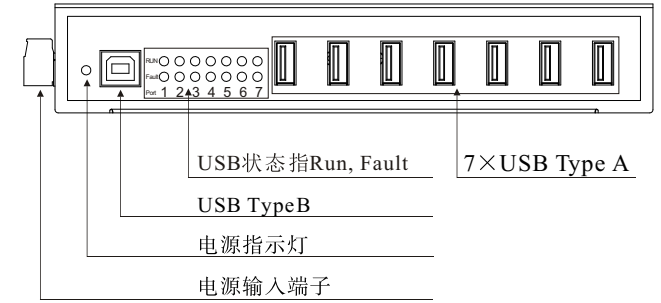 RUN
Fault
Port 1 2 3 4 5 6 7
USB状态指Run, Fault
7×USB Type A
USB TypeB
电源指示灯
电源输入端子